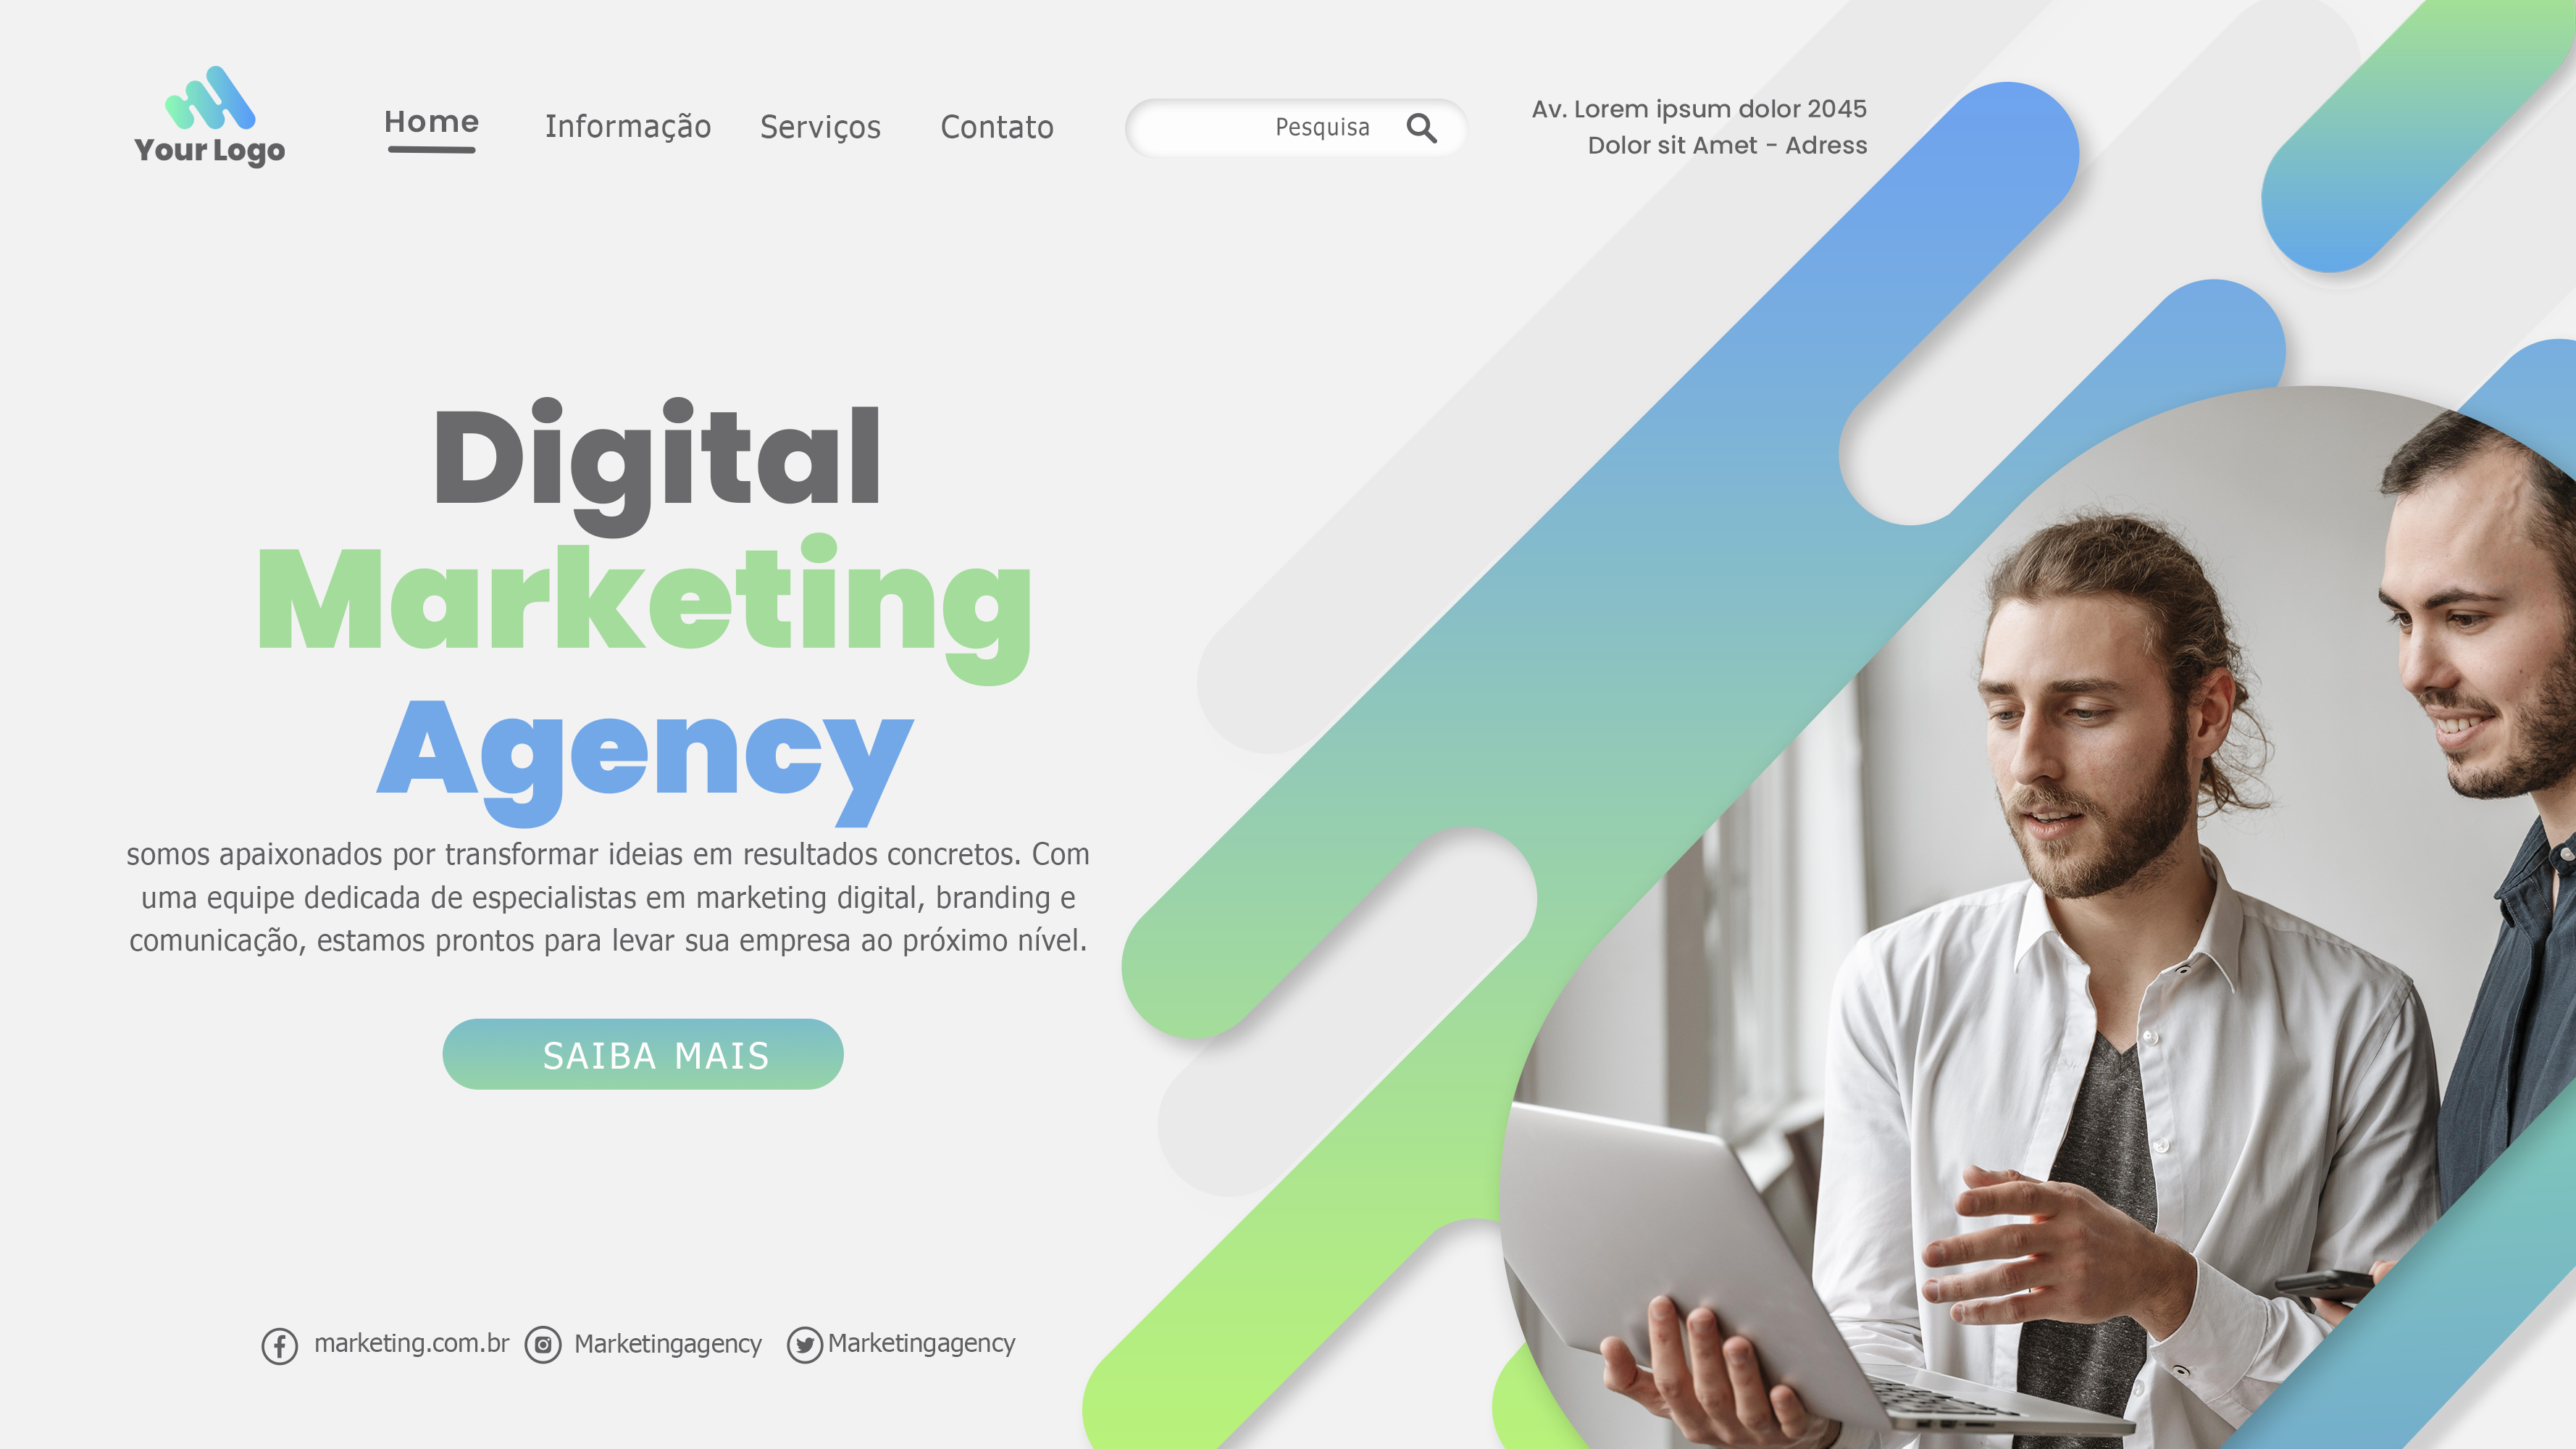 Your Logo
Home
Informação
Serviços
Contato
Pesquisa
Av. Lorem ipsum dolor 2045
Dolor sit Amet - Adress
Digital
Marketing
Agency
somos apaixonados por transformar ideias em resultados concretos. Com
uma equipe dedicada de especialistas em marketing digital, branding e
comunicação, estamos prontos para levar sua empresa ao próximo nível.
SAIBA MAIS
marketing.com.br
Marketingagency
Marketingagency